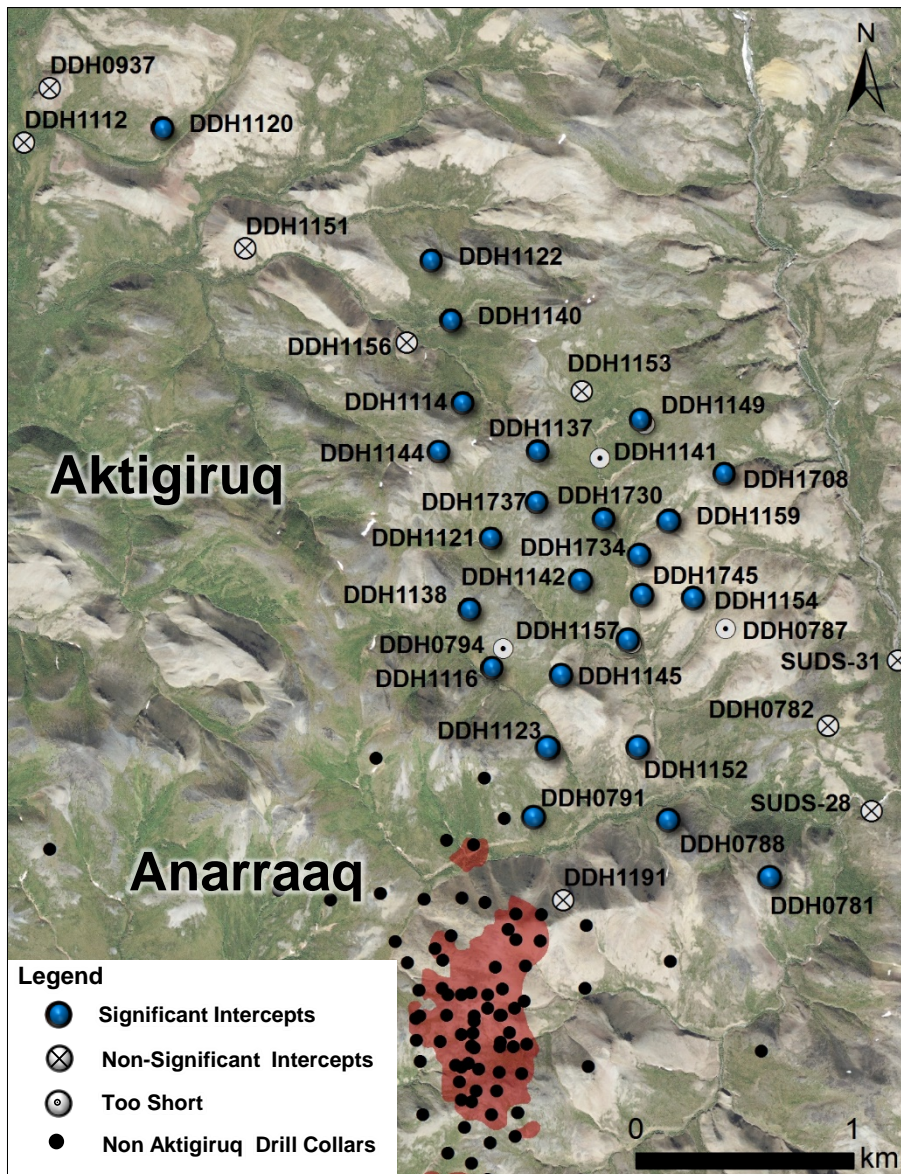 N
DDH0937
DDH1112
DDH1120
DDH1151
DDH1122
DDH1140
DDH1156
DDH1153
DDH1114
DDH1149
DDH1137
DDH1144
DDH1141
Aktigiruq
DDH1708
DDH1737
DDH1730
DDH1159
DDH1121
DDH1734
DDH1142
DDH1745
DDH1138
DDH1154
DDH1157
DDH0787
DDH0794
SUDS-31
DDH1116
DDH1145
DDH0782
DDH1123
DDH1152
DDH0791
SUDS-28
DDH0788
Anarraaq
DDH1191
DDH0781
Legend
Significant Intercepts
Non-Significant Intercepts
Too Short
Non Aktigiruq Drill Collars
0 1
km